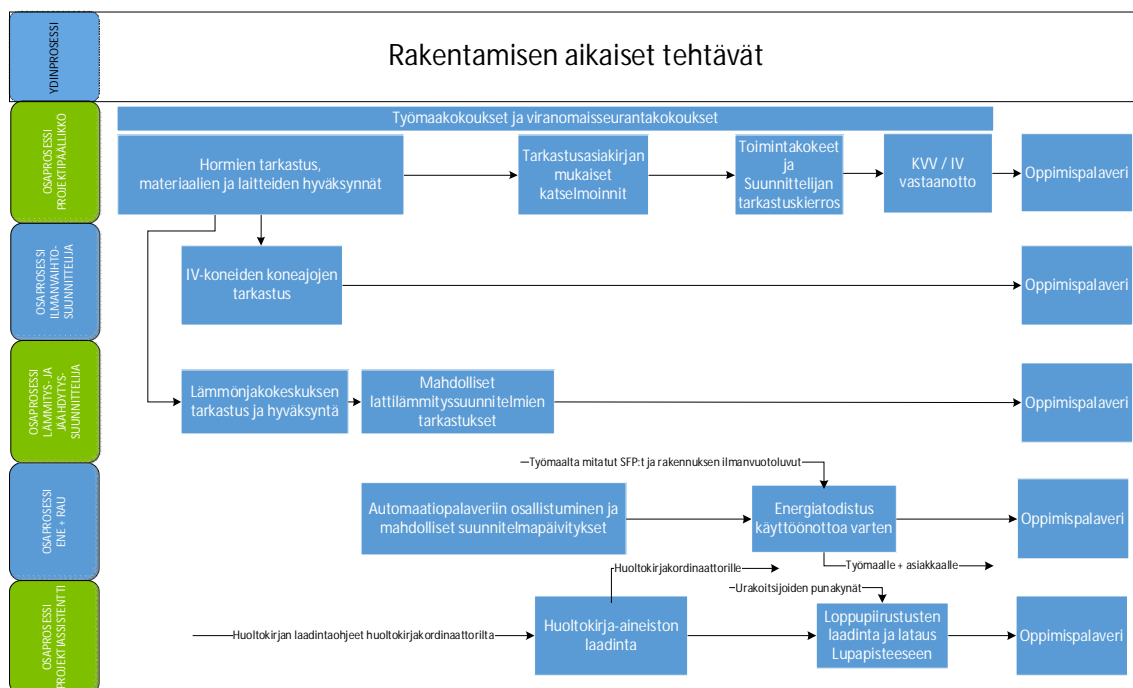 YDINPROSESSI
Rakentamisen aikaiset tehtävät
OSAPROSESSI
PROJEKTIPÄÄLLIKKÖ
Työmaakokoukset ja viranomaisseurantakokoukset
Hormien tarkastus,
materiaalien ja laitteiden hyväksynnät
Tarkastusasiakirjan
mukaiset
katselmoinnit
Toimintakokeet
ja
Suunnittelijan
tarkastuskierros
KVV / IV
vastaanotto
Oppimispalaveri
OSAPROSESSI
ILMANVAIHTO-
SUUNNITTELIJA
IV-koneiden koneajojen
tarkastus
Oppimispalaveri
OSAPROSESSI
LÄMMITYS- JA
JÄÄHDYTYS-
SUUNNITTELIJA
Lämmönjakokeskuksen
tarkastus ja hyväksyntä
Mahdolliset
lattilämmityssuunnitelmien
tarkastukset
Oppimispalaveri
OSAPROSESSI
ENE + RAU
Työmaalta mitatut SFP:t ja rakennuksen ilmanvuotoluvut
Automaatiopalaveriin osallistuminen ja
mahdolliset suunnitelmapäivitykset
Energiatodistus
käyttöönottoa varten
Oppimispalaveri
Työmaalle + asiakkaalle
OSAPROSESSI
PROJEKTIASSISTENTTI
Huoltokirjakordinaattorille
Urakoitsijoiden punakynät
Huoltokirjan laadintaohjeet huoltokirjakordinaattorilta
Huoltokirja-aineiston
laadinta
Loppupiirustusten
laadinta ja lataus
Lupapisteeseen
Oppimispalaveri